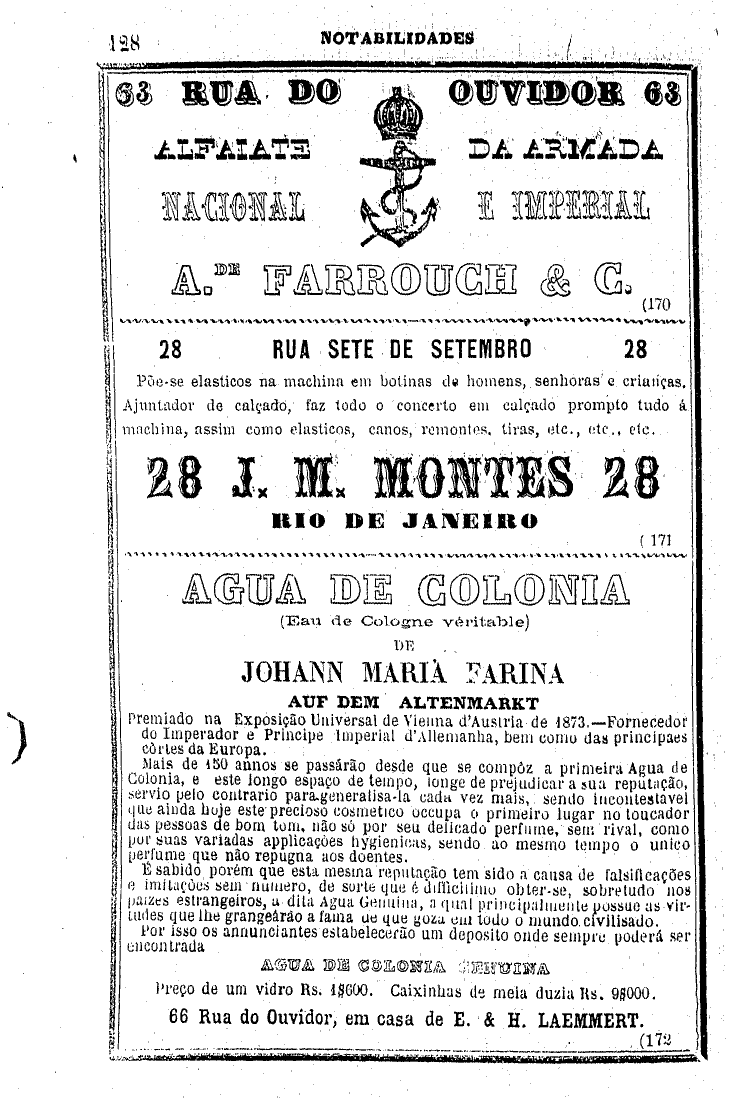 128
NOTABILIDADES
63 RUA DO OUVIDOR 63
ALFAIATE DA ARMADA
NACIONAL E IMPERIAL
A.DE FARROUCH & C.
(170
28 RUA SETE DE SETEMBRO 28
Põe-se elasticos na machina em botinas de homens, senhoras e crianças.
Ajuntador de calçado, faz todo o concerto em calçado prompto tudo á
machina, assim como elasticos, canos, remontes, tiras, etc., etc., etc.
28 J. M. MONTES 28
RIO DE JANEIRO
( 171
AGUA DE COLONIA
(Eau de Cologne véritable)
DE
JOHANN MARIA FARINA
AUF DEM ALTENMARKT
Premiado na Exposição Universal de Vienna d'Austria de 1873.—Fornecedor
do Imperador e Principe Imperial d'Allemanha, bem como das principaes
côrtes da Europa.
Mais de 150 annos se passárão desde que se compôz a primeira Agua de
Colonia, e este longo espaço de tempo, longe de prejudicar a sua reputação,
servio pelo contrario para generalisa-la cada vez mais, sendo incontestavel
que ainda hoje este precioso cosmetico occupa o primeiro lugar no toucador
das pessoas de bom tom, não só por seu delicado perfume, sem rival, como
por suas variadas applicações hygienicas, sendo ao mesmo tempo o unico
perfume que não repugna aos doentes.
E sabido porém que esta mesma reputação tem sido a causa de falsificações
e imitações sem numero, de sorte que é difficilimo obter-se, sobretudo nos
paizes estrangeiros, a dita Agua Genuina, a qual principalmente possue as vir-
tudes que lhe grangeárão a fama de que goza em todo o mundo civilisado.
Por isso os annunciantes estabelecerão um deposito onde sempre poderá ser
encontrada
AGUA DE COLONIA GENUINA
Preço de um vidro Rs. 1$600. Caixinhas de meia duzia Rs. 9$000.
66 Rua do Ouvidor, em casa de E. & H. LAEMMERT.
(172